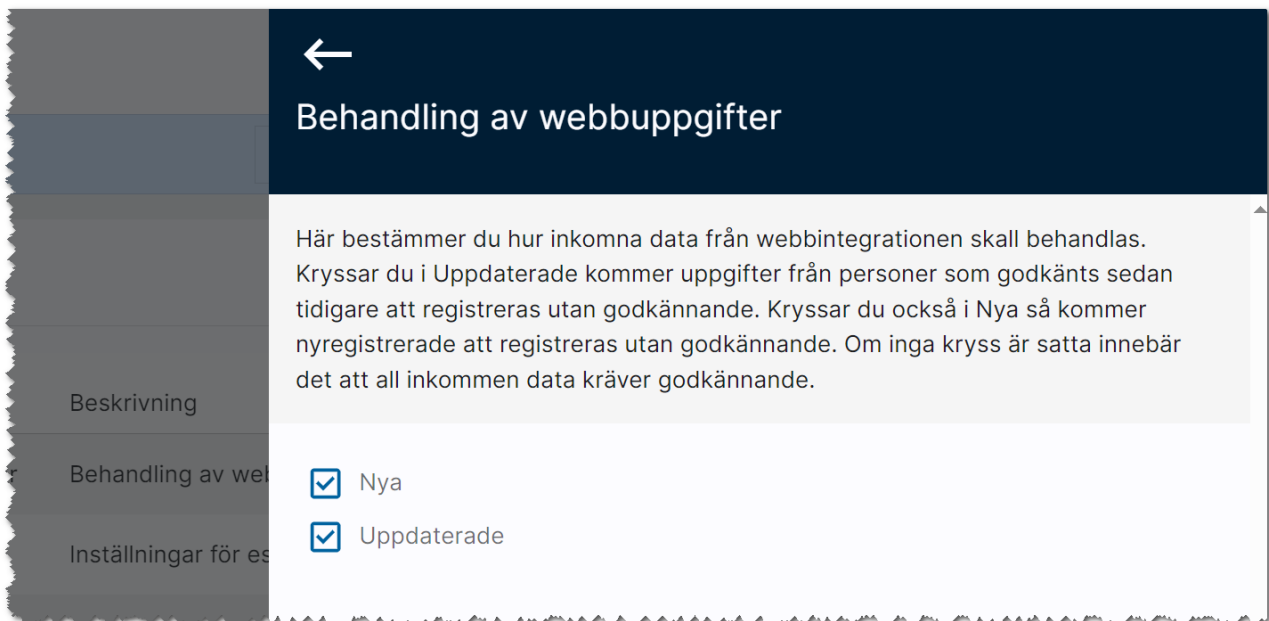 Behandling av webbuppgifter
Här bestämmer du hur inkomna data från webbintegrationen skall behandlas.
Kryssar du i Uppdaterade kommer uppgifter från personer som godkänts sedan
tidigare att registreras utan godkännande. Kryssar du också i Nya så kommer
nyregistrerade att registreras utan godkännande. Om inga kryss är satta innebär
det att all inkommen data kräver godkännande.
Beskrivning
Behandling av web
Inställningar för es
Nya
Uppdaterade